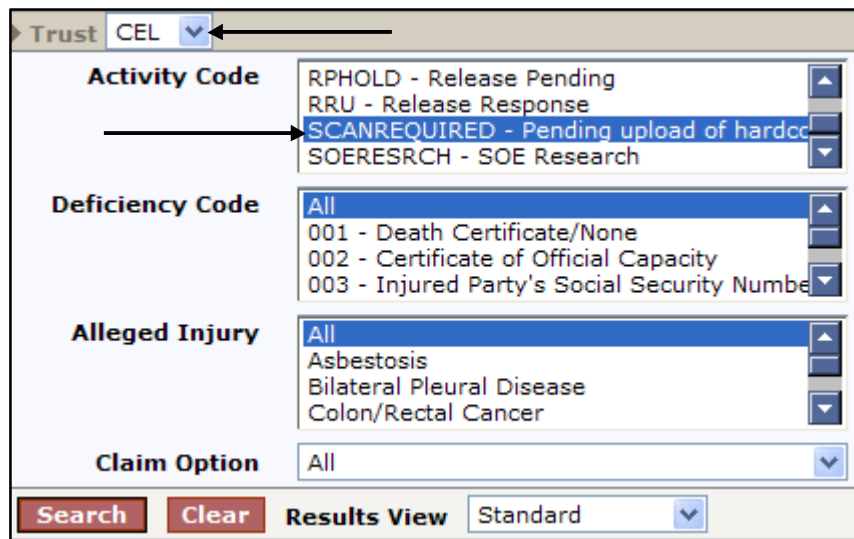 Trust CEL
Activity Code
RPHOLD - Release Pending
RRU - Release Response
SCANREQUIRED - Pending upload of hardco
SOERESRCH - SOE Research
Deficiency Code
All
001 - Death Certificate/None
002 - Certificate of Official Capacity
003 - Injured Party's Social Security Numbe
Alleged Injury
All
Asbestosis
Bilateral Pleural Disease
Colon/Rectal Cancer
Claim Option All
Search Clear Results View Standard